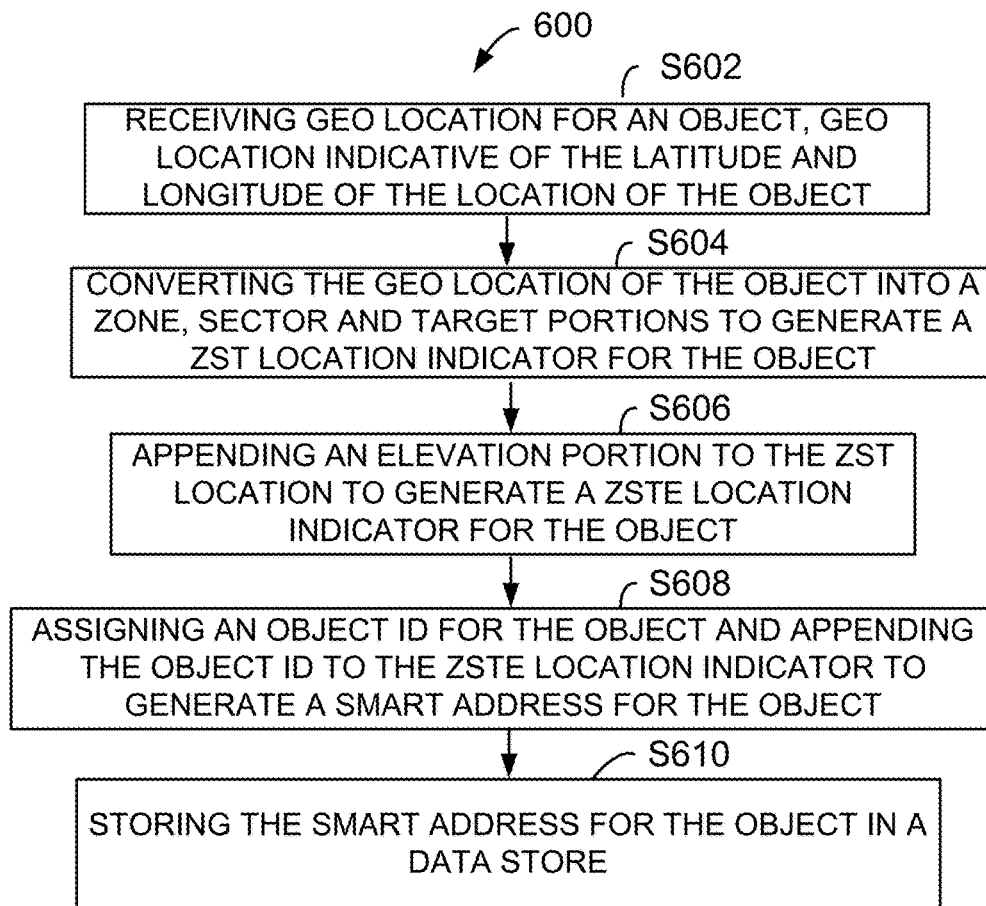 600
S602
RECEIVING GEO LOCATION FOR AN OBJECT, GEO
LOCATION INDICATIVE OF THE LATITUDE AND
LONGITUDE OF THE LOCATION OF THE OBJECT
S604
CONVERTING THE GEO LOCATION OF THE OBJECT INTO A
ZONE, SECTOR AND TARGET PORTIONS TO GENERATE A
ZST LOCATION INDICATOR FOR THE OBJECT
S606
APPENDING AN ELEVATION PORTION TO THE ZST
LOCATION TO GENERATE A ZSTE LOCATION
INDICATOR FOR THE OBJECT
S608
ASSIGNING AN OBJECT ID FOR THE OBJECT AND APPENDING
THE OBJECT ID TO THE ZSTE LOCATION INDICATOR TO
GENERATE A SMART ADDRESS FOR THE OBJECT
S610
STORING THE SMART ADDRESS FOR THE OBJECT IN A
DATA STORE